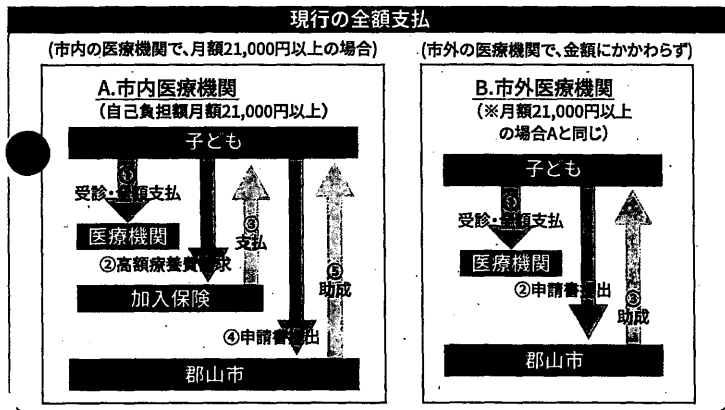 現行の全額支払
(市内の医療機関で、月額21,000円以上の場合)
A.市内医療機関
(自己負担額月額21,000円以上)
子ども
①
受診・全額支払
医療機関
②高額療養費請求
③
支払
加入保険
④申請書提出
⑤
助成
郡山市
(市外の医療機関で、金額にかかわらず)
B.市外医療機関
(※月額21,000円以上
の場合Aと同じ)
子ども
①
受診・全額支払
医療機関
②申請書提出
③
助成
郡山市